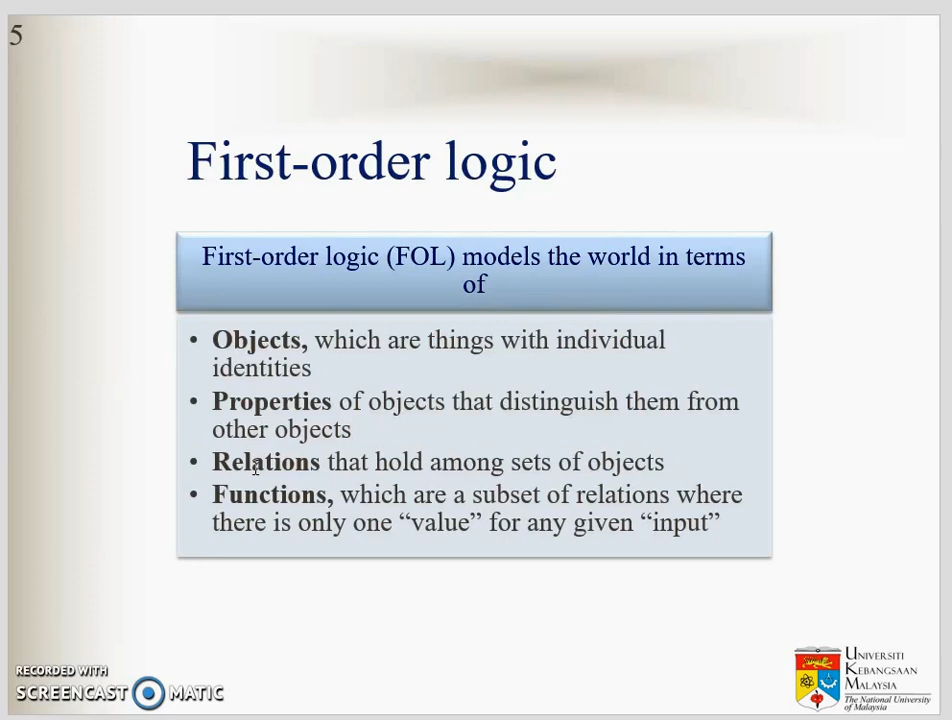 5
First-order logic
First-order logic (FOL) models the world in terms
of
• Objects, which are things with individual
identities
• Properties of objects that distinguish them from
other objects
• Relations that hold among sets of objects
• Functions, which are a subset of relations where
there is only one “value” for any given “input”
RECORDED WITH
SCREENCAST MATIC
UNIVERSITI
KEBANGSAAN
MALAYSIA
The National University
of Malaysia